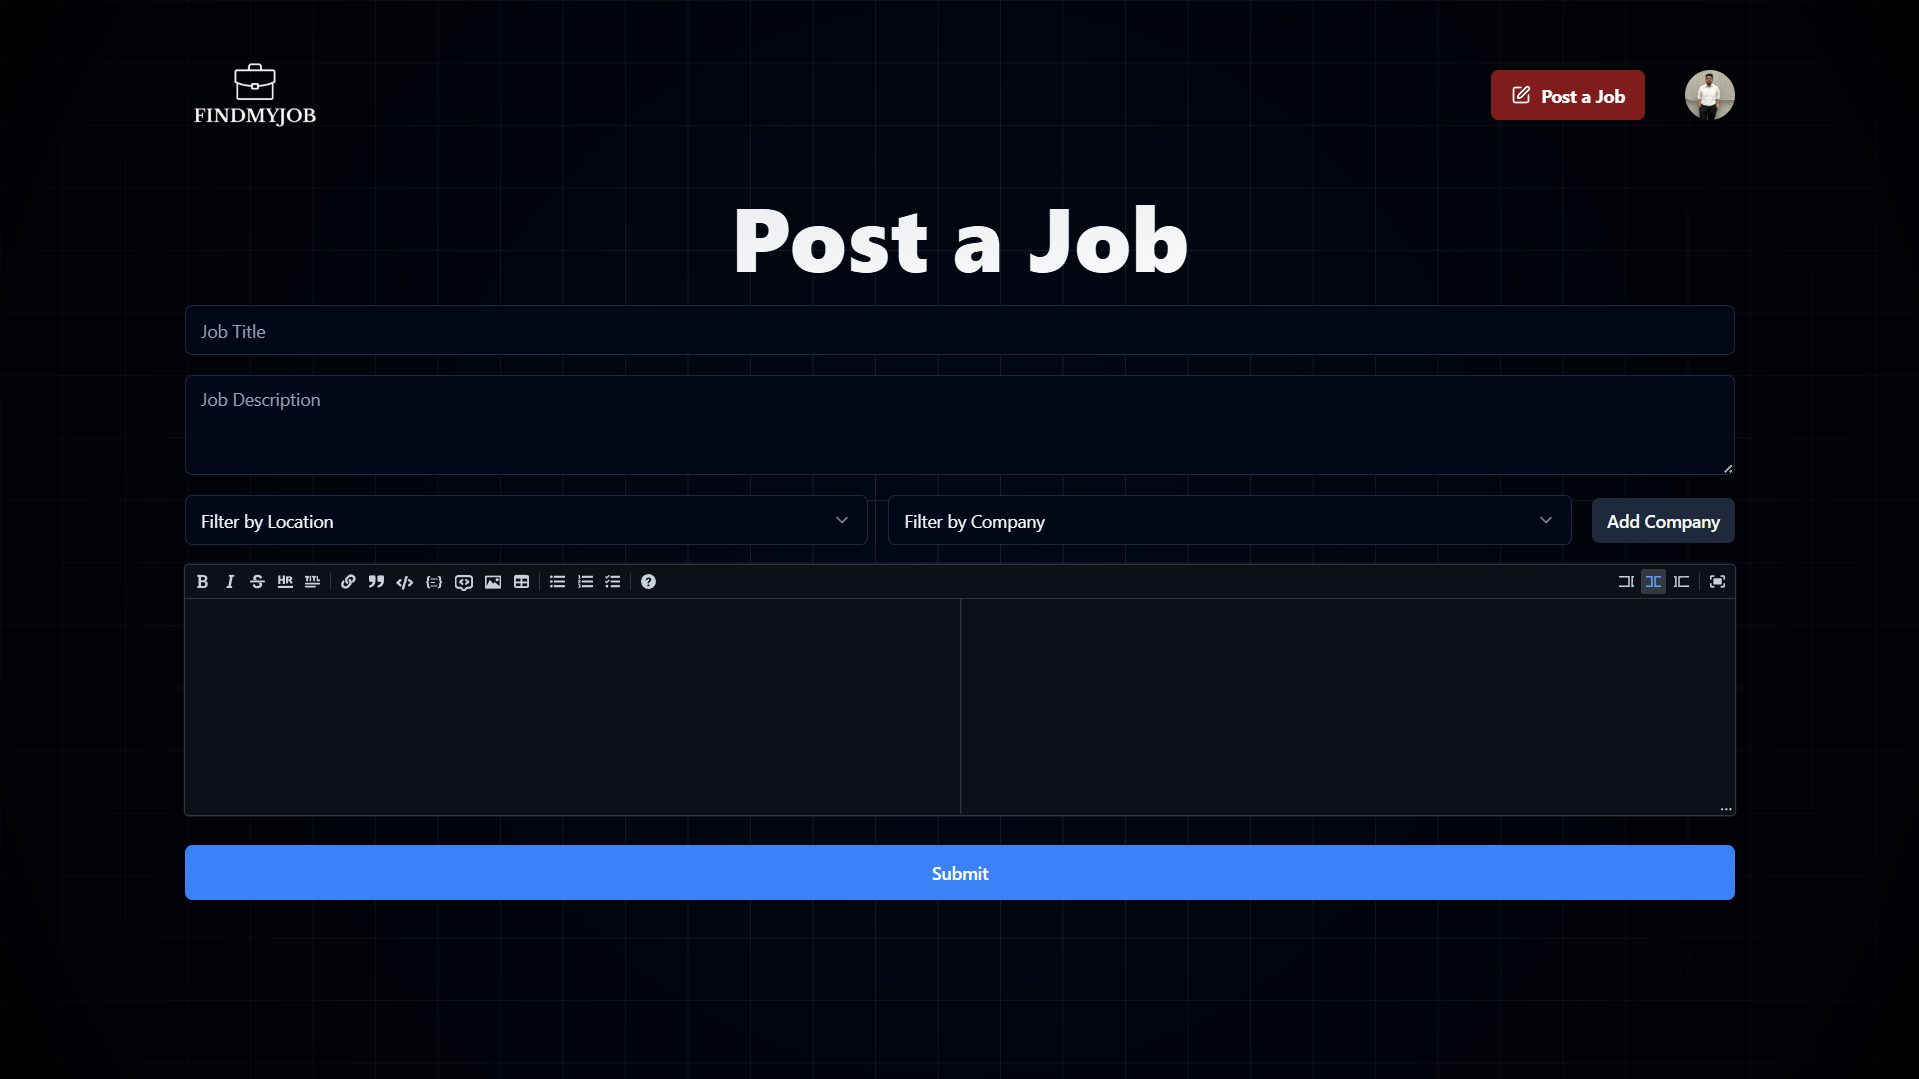 FINDMYJOB
Post a Job
Post a Job
Job Title
Job Description
Filter by Location
Filter by Company
Add Company
B I S HR TITL
Submit